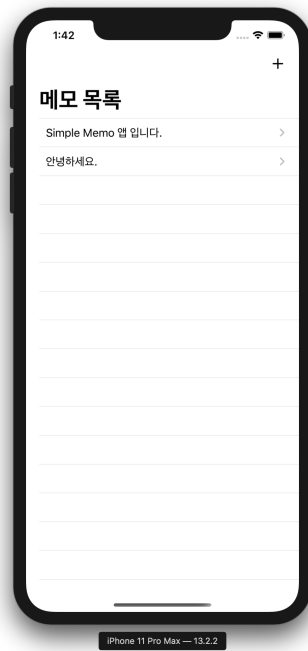 1:42
+
메모 목록
Simple Memo 앱 입니다.
안녕하세요.
iPhone 11 Pro Max — 13.2.2